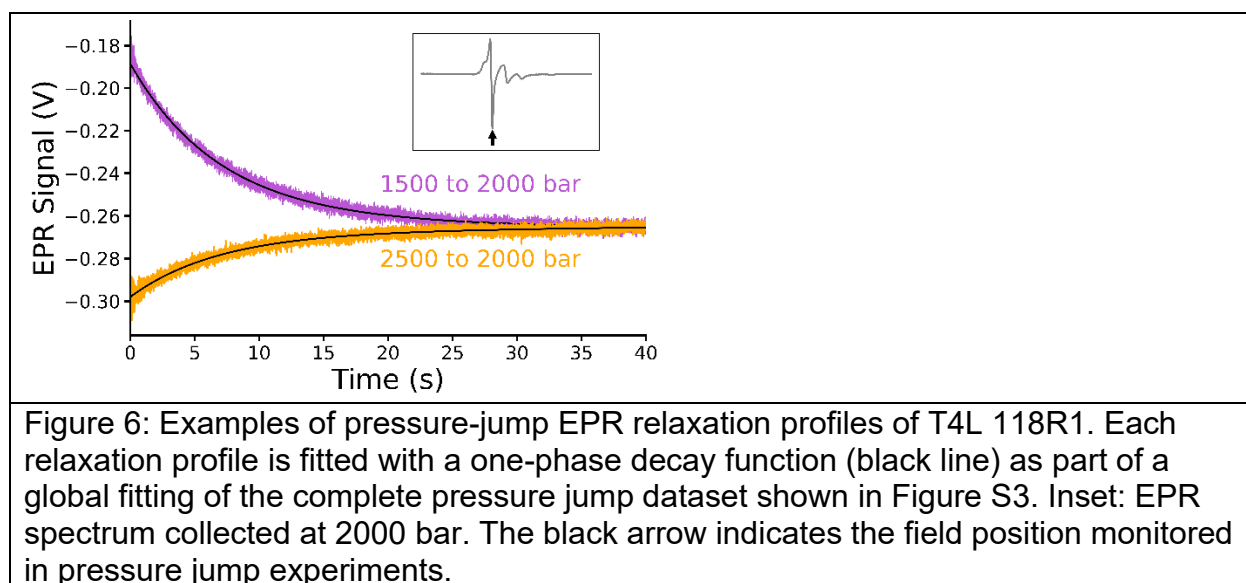 −0.18
−0.20
−0.22
−0.24
−0.26
−0.28
−0.30
EPR Signal (V)
1500 to 2000 bar
2500 to 2000 bar
0 5 10 15 20 25 30 35 40
Time (s)
Figure 6: Examples of pressure-jump EPR relaxation profiles of T4L 118R1. Each
relaxation profile is fitted with a one-phase decay function (black line) as part of a
global fitting of the complete pressure jump dataset shown in Figure S3. Inset: EPR
spectrum collected at 2000 bar. The black arrow indicates the field position monitored
in pressure jump experiments.